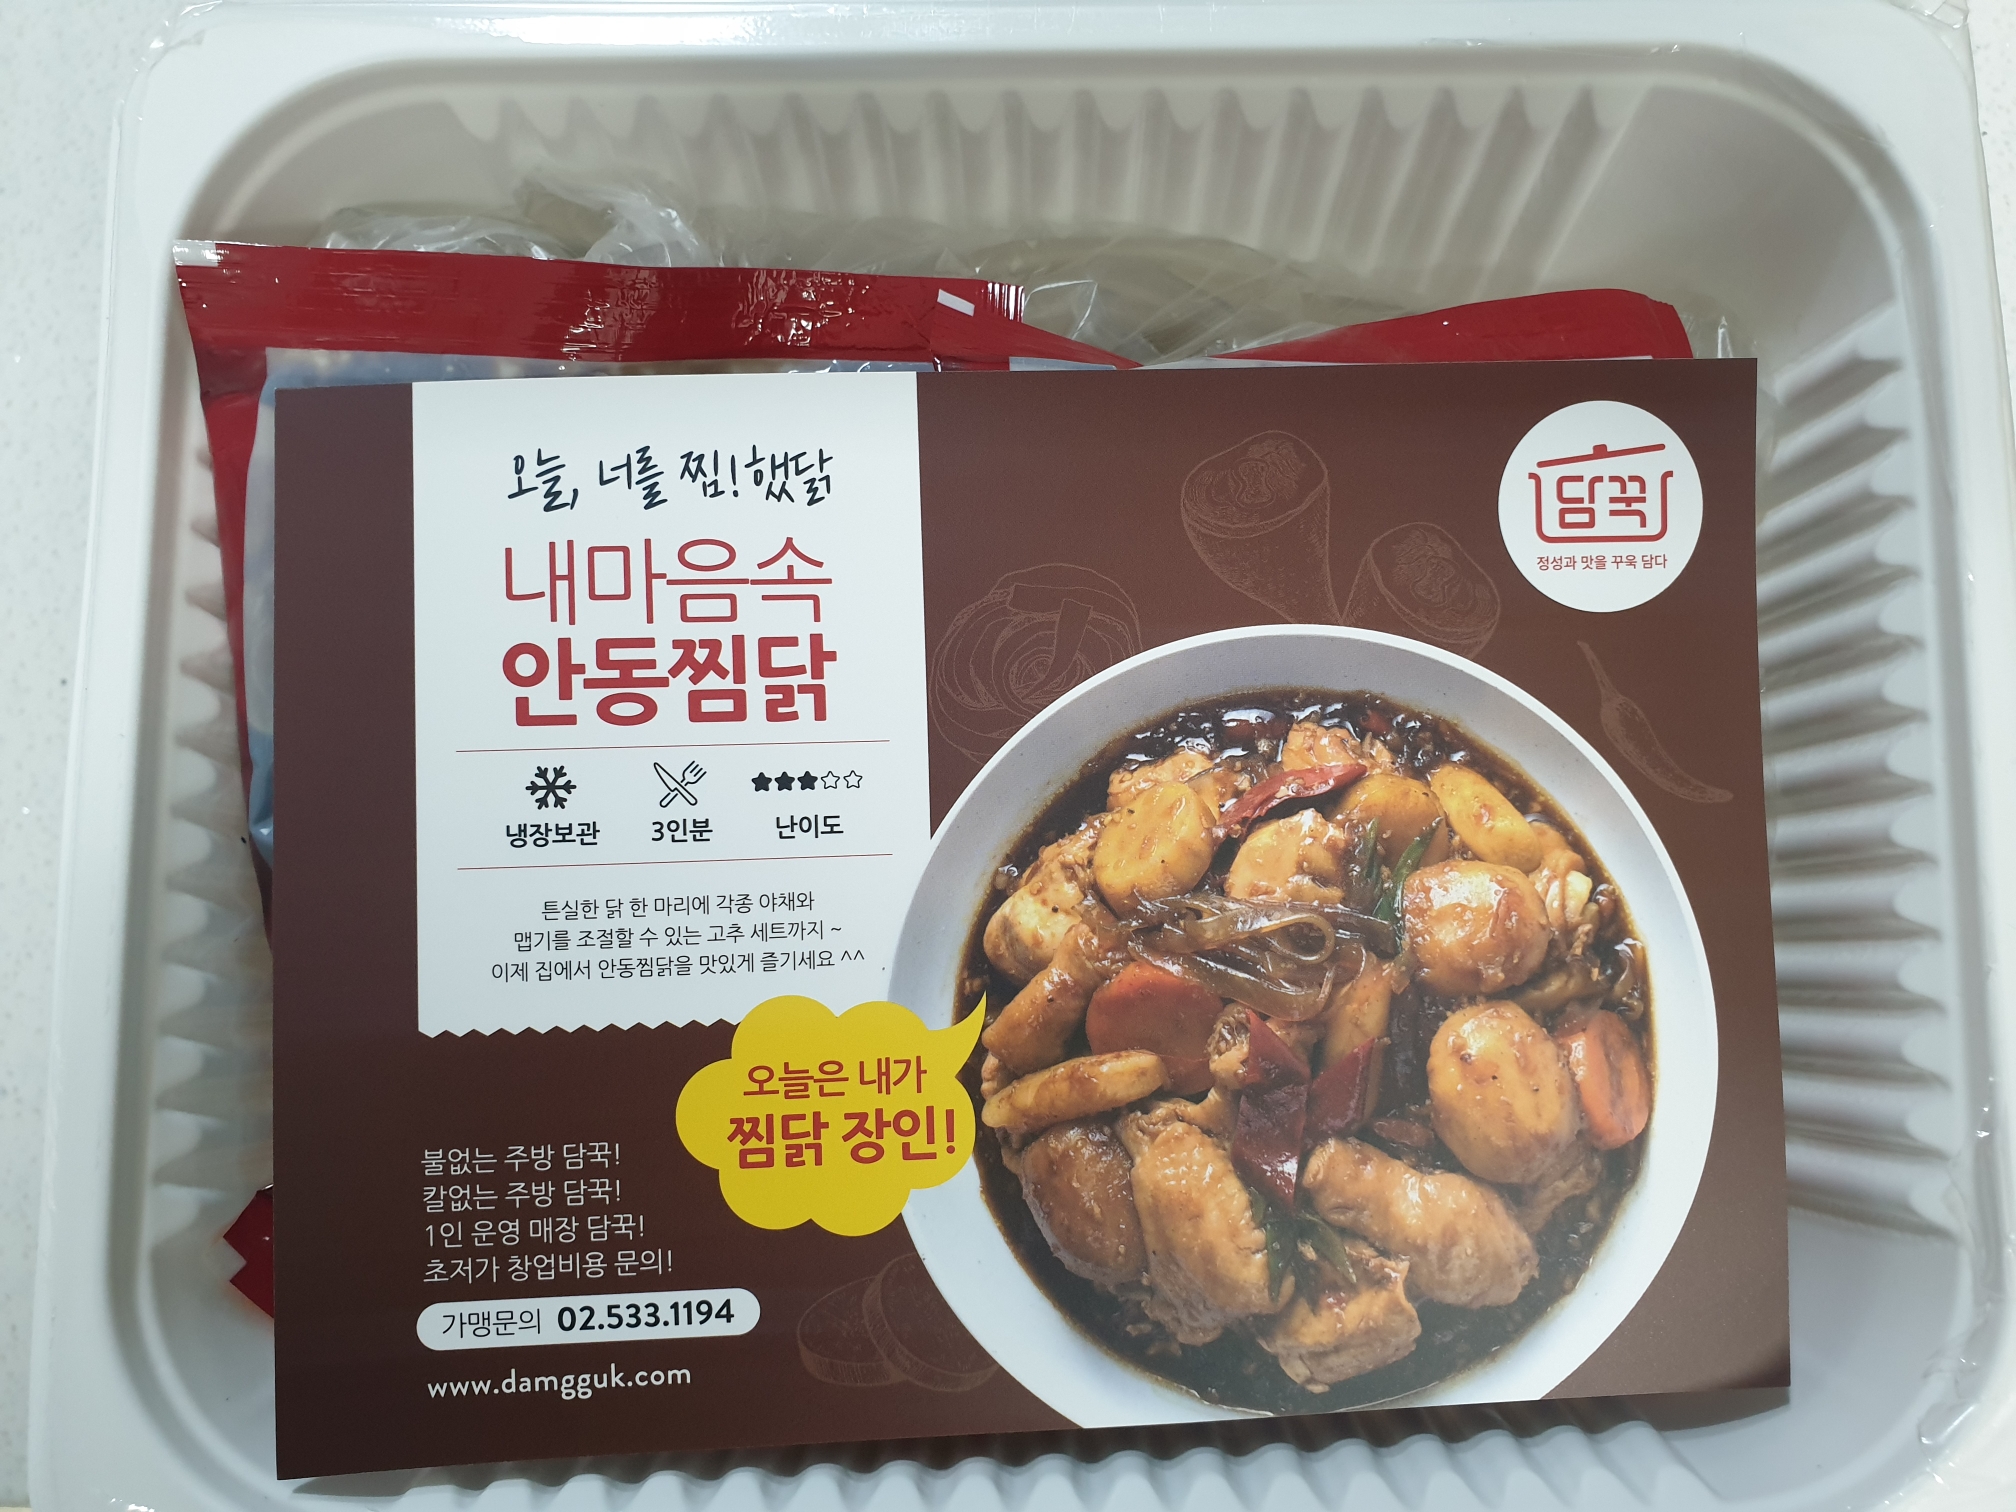 오늘, 너를 찜!했닭
내마음속
안동찜닭
냉장보관
3인분
난이도
튼실한 닭 한 마리에 각종 야채와
맵기를 조절할 수 있는 고추 세트까지 ~
이제 집에서 안동찜닭을 맛있게 즐기세요 ^^
담꾹
정성과 맛을 꾸욱 담다
오늘은 내가
찜닭 장인!
불없는 주방 담꾹!
칼없는 주방 담꾹!
1인 운영 매장 담꾹!
초저가 창업비용 문의!
가맹문의 02.533.1194
www.damgguk.com